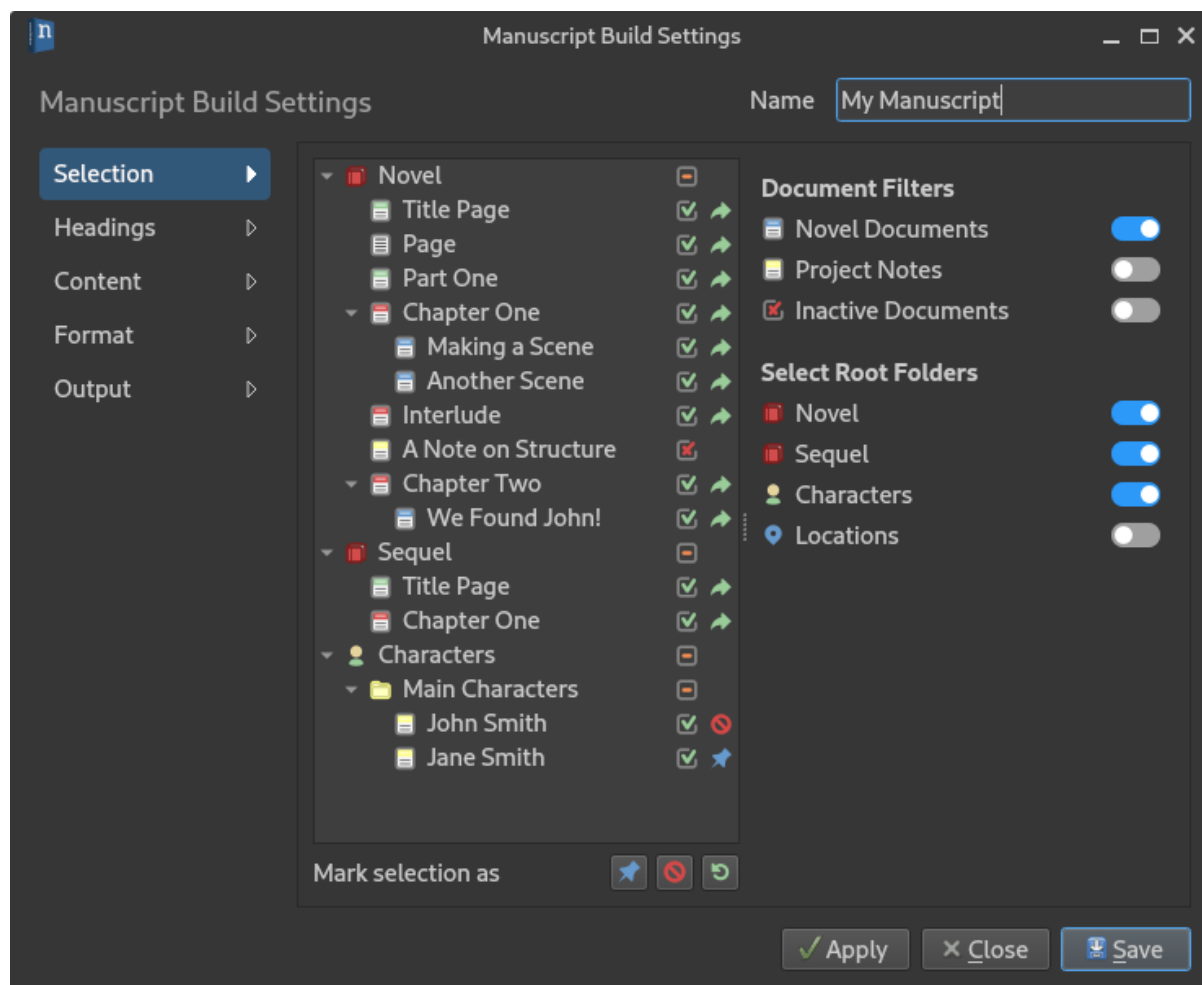 n
Manuscript Build Settings
Manuscript Build Settings
Name
My Manuscript
Selection
Headings
Content
Format
Output
Novel
Title Page
Page
Part One
Chapter One
Making a Scene
Another Scene
Interlude
A Note on Structure
Chapter Two
We Found John!
Sequel
Title Page
Chapter One
Characters
Main Characters
John Smith
Jane Smith
Mark selection as
Document Filters
Novel Documents
Project Notes
Inactive Documents
Select Root Folders
Novel
Sequel
Characters
Locations
Apply
Close
Save